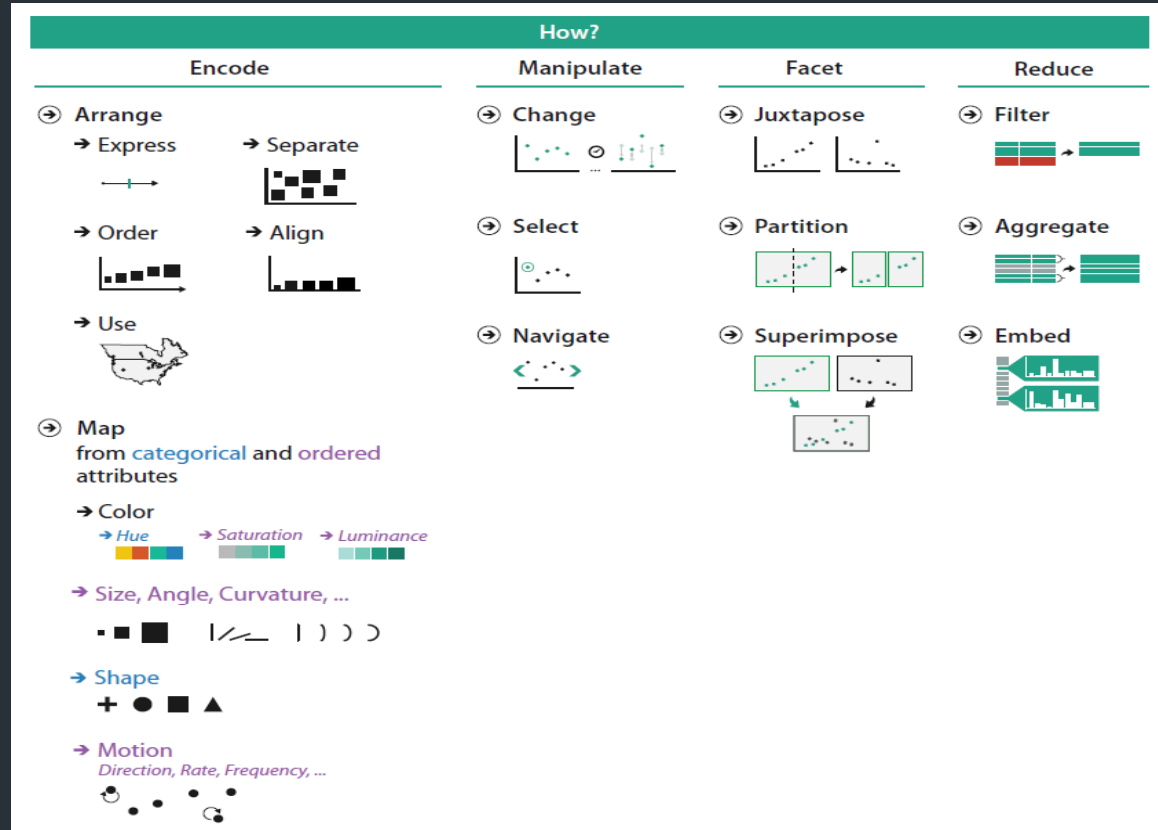 How?
Encode
Manipulate
Facet
Reduce
Arrange
Express
Separate
Order
Align
Use
Map
from categorical and ordered
attributes
Color
Hue
Saturation
Luminance
Size, Angle, Curvature, ...
Shape
Motion
Direction, Rate, Frequency, ...
Change
...
Select
Navigate
Juxtapose
Partition
Superimpose
Filter
Aggregate
Embed